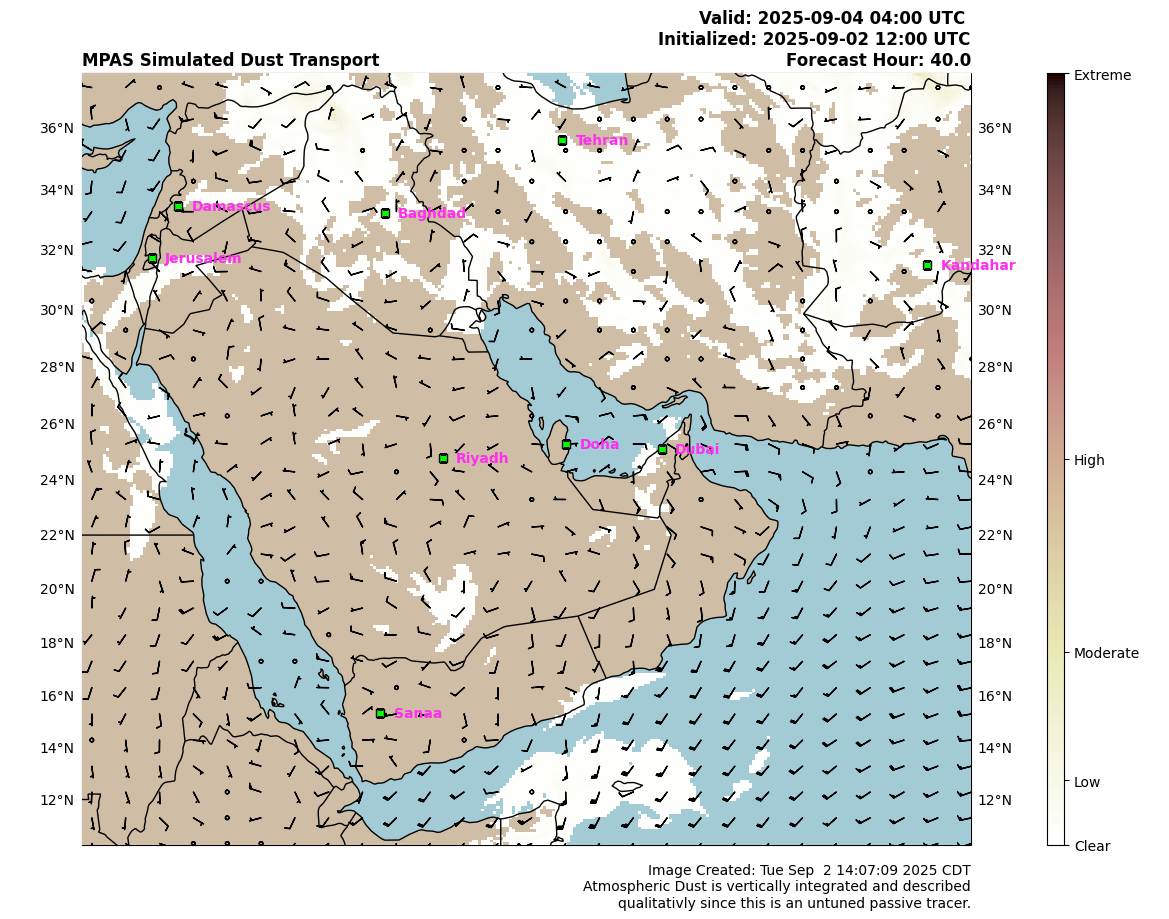 Valid: 2025-09-04 04:00 UTC
Initialized: 2025-09-02 12:00 UTC
MPAS Simulated Dust Transport
Forecast Hour: 40.0
Extreme
36°N
36°N
Tehran
34°N
34°N
Damascus
Baghdad
32°N
32°N
Jerusalem
Kandahar
30°N
30°N
28°N
28°N
26°N
26°N
Doha
Dubai
Riyadh
High
24°N
24°N
22°N
22°N
20°N
20°N
18°N
18°N
Moderate
16°N
16°N
Sanaa
14°N
14°N
Low
12°N
12°N
Clear
Image Created: Tue Sep  2 14:07:09 2025 CDT
Atmospheric Dust is vertically integrated and described
qualitativly since this is an untuned passive tracer.